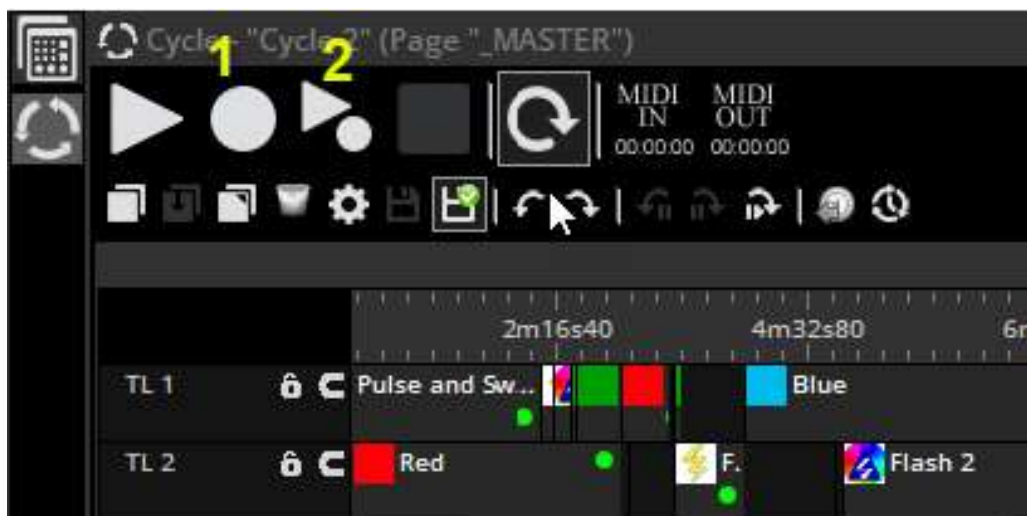 Cycle - "Cycle 2" (Page "_MASTER")
1 2
MIDI IN 00:00:00
MIDI OUT 00:00:00
2m16s40 4m32s80
TL 1 Pulse and Sw... Blue
TL 2 Red F. Flash 2